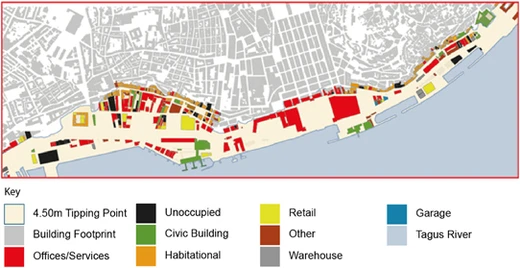 Key
4.50m Tipping Point
Unoccupied
Retail
Garage
Building Footprint
Civic Building
Other
Tagus River
Offices/Services
Habitational
Warehouse